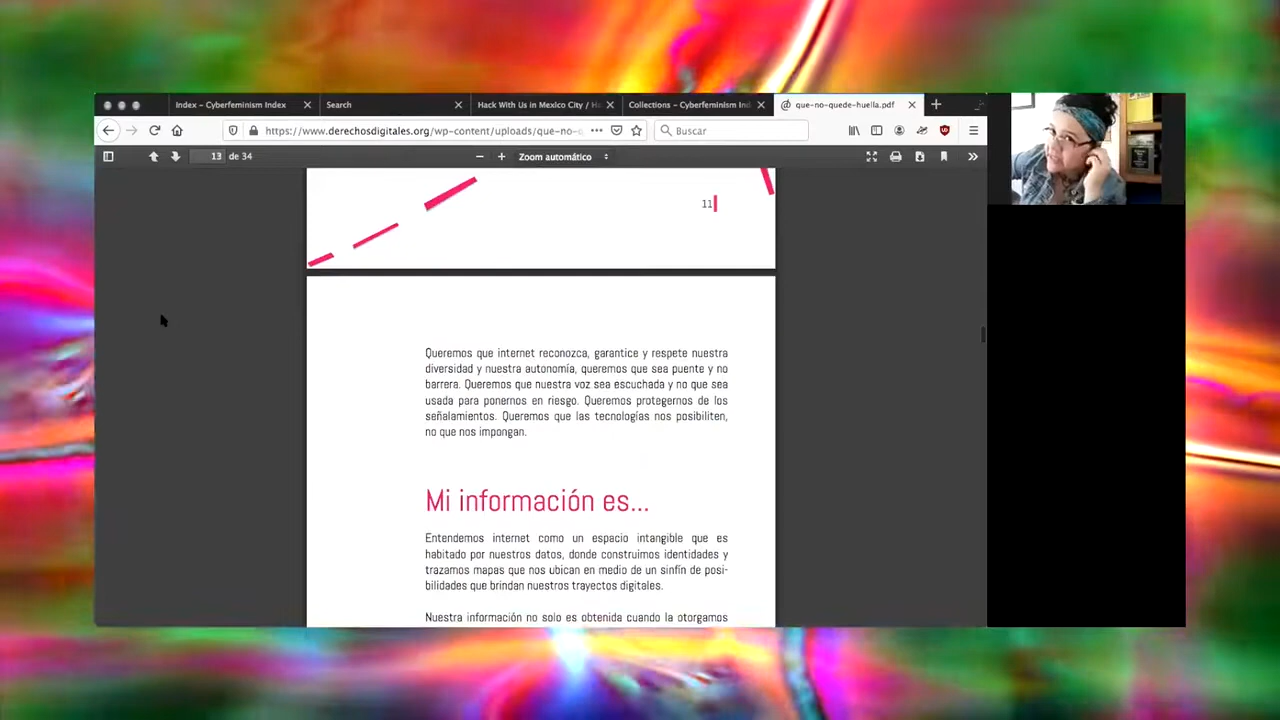 Index – Cyberfeminism Index
Search
Hack With Us in Mexico City / Ha
Collections – Cyberfeminism Ind
que-no-quede-huella.pdf
https://www.derechosdigitales.org/wp-content/uploads/que-no-q
Buscar
13 de 34
Zoom automático
11
Queremos que internet reconozca, garantice y respete nuestra
diversidad y nuestra autonomía, queremos que sea puente y no
barrera. Queremos que nuestra voz sea escuchada y no que sea
usada para ponernos en riesgo. Queremos protegernos de los
señalamientos. Queremos que las tecnologías nos posibiliten,
no que nos impongan.
Mi información es...
Entendemos internet como un espacio intangible que es
habitado por nuestros datos, donde construimos identidades y
trazamos mapas que nos ubican en medio de un sinfín de posi-
bilidades que brindan nuestros trayectos digitales.
Nuestra información no solo es obtenida cuando la otorgamos